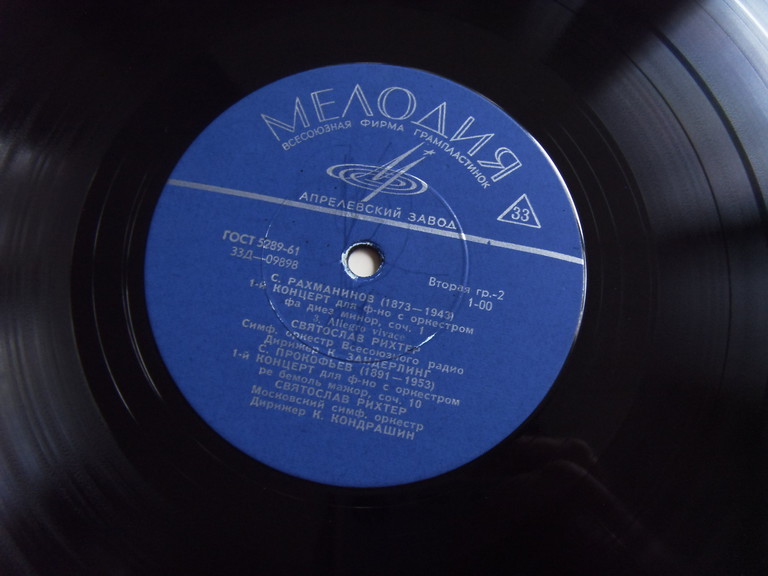 МЕЛОДИЯ
ВСЕСОЮЗНАЯ ФИРМА ГРАМПЛАСТИНОК
АПРЕЛЕВСКИЙ ЗАВОД
33
ГОСТ 5289-61
33Д—09898
Вторая гр.-2
1-00
С. РАХМАНИНОВ (1873—1943)
1-й КОНЦЕРТ для ф-но с оркестром
фа диез минор, соч. 1
3. Allegro vivace
СВЯТОСЛАВ РИХТЕР
Симф. оркестр Всесоюзного радио
Дирижер К. ЗАНДЕРЛИНГ
С. ПРОКОФЬЕВ (1891—1953)
1-й КОНЦЕРТ для ф-но с оркестром
ре бемоль мажор, соч. 10
СВЯТОСЛАВ РИХТЕР
Московский симф. оркестр
Дирижер К. КОНДРАШИН